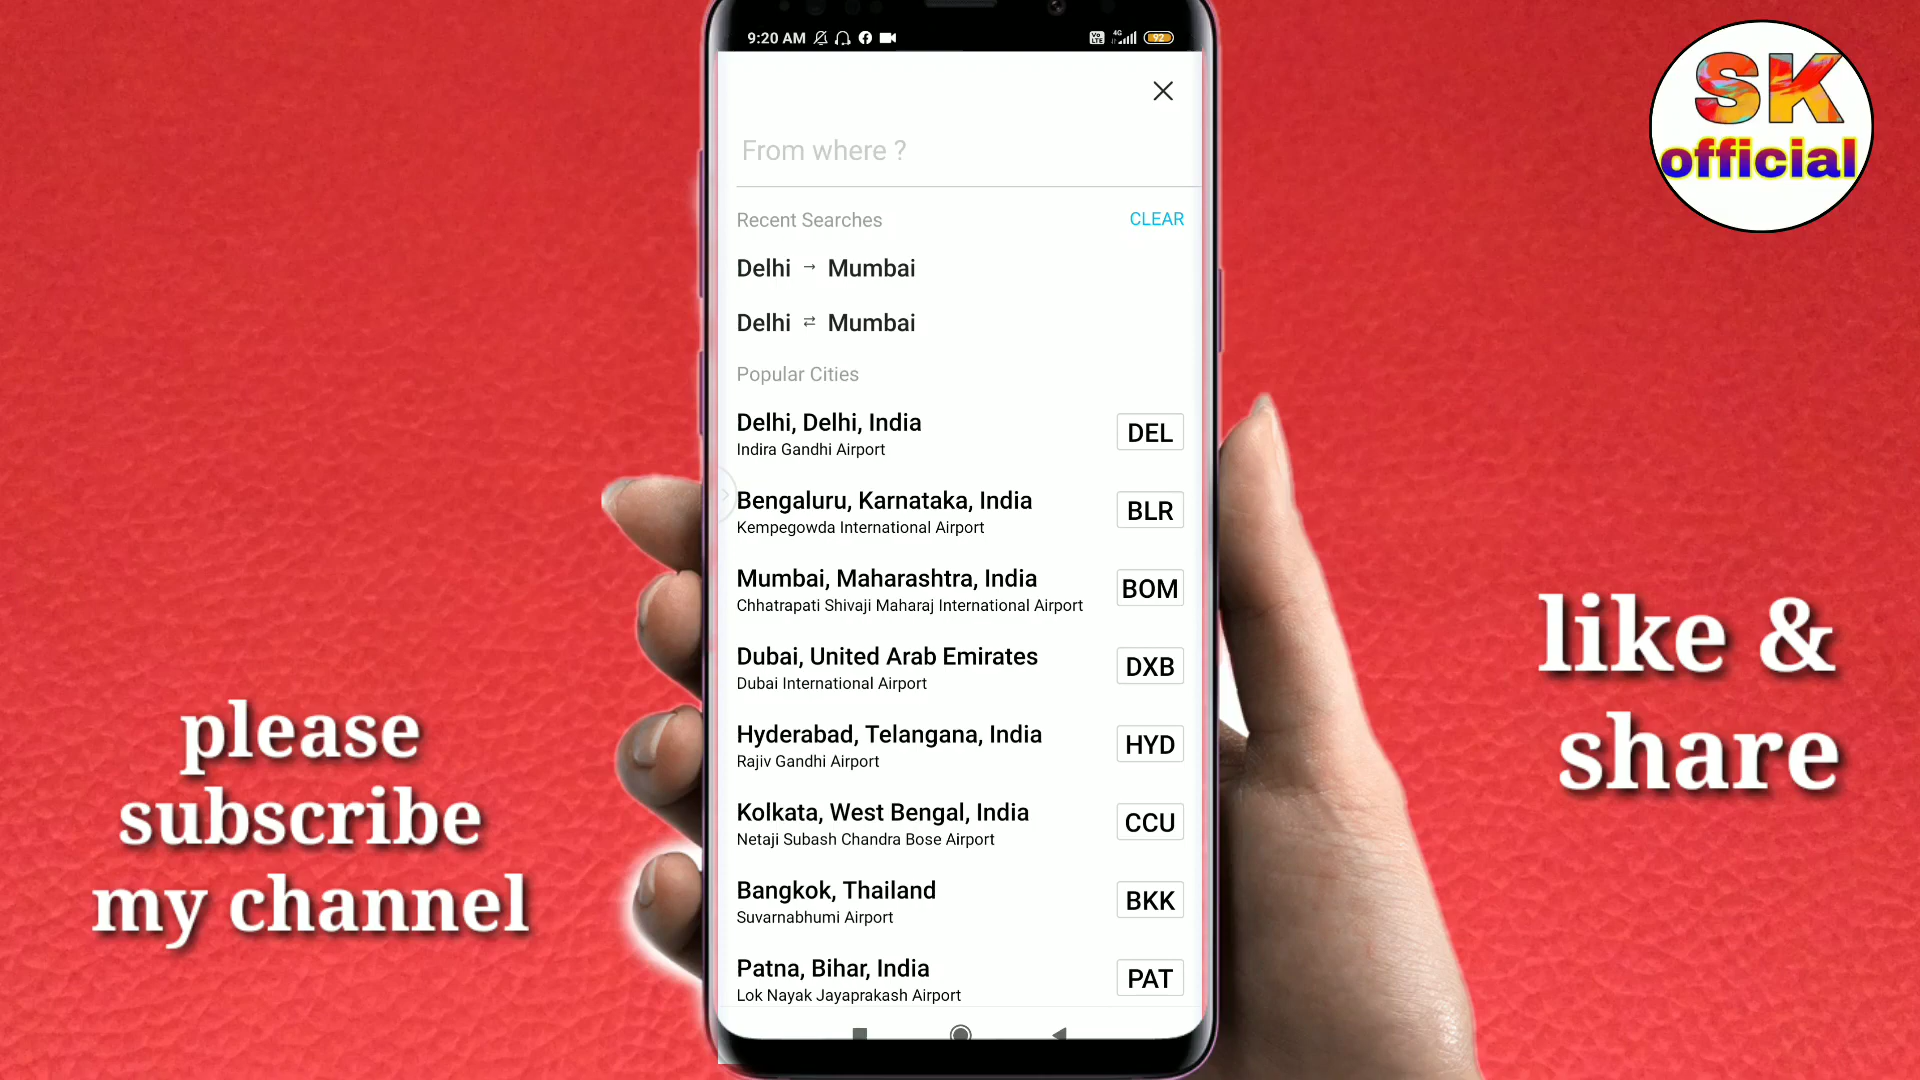 9:20 AM
Vo LTE 4G 92
SK
official
From where ?
Recent Searches
CLEAR
Delhi → Mumbai
Delhi ⇄ Mumbai
Popular Cities
Delhi, Delhi, India
Indira Gandhi Airport
DEL
Bengaluru, Karnataka, India
Kempegowda International Airport
BLR
Mumbai, Maharashtra, India
Chhatrapati Shivaji Maharaj International Airport
BOM
Dubai, United Arab Emirates
Dubai International Airport
DXB
Hyderabad, Telangana, India
Rajiv Gandhi Airport
HYD
Kolkata, West Bengal, India
Netaji Subash Chandra Bose Airport
CCU
Bangkok, Thailand
Suvarnabhumi Airport
BKK
Patna, Bihar, India
Lok Nayak Jayaprakash Airport
PAT
please
subscribe
my channel
like &
share